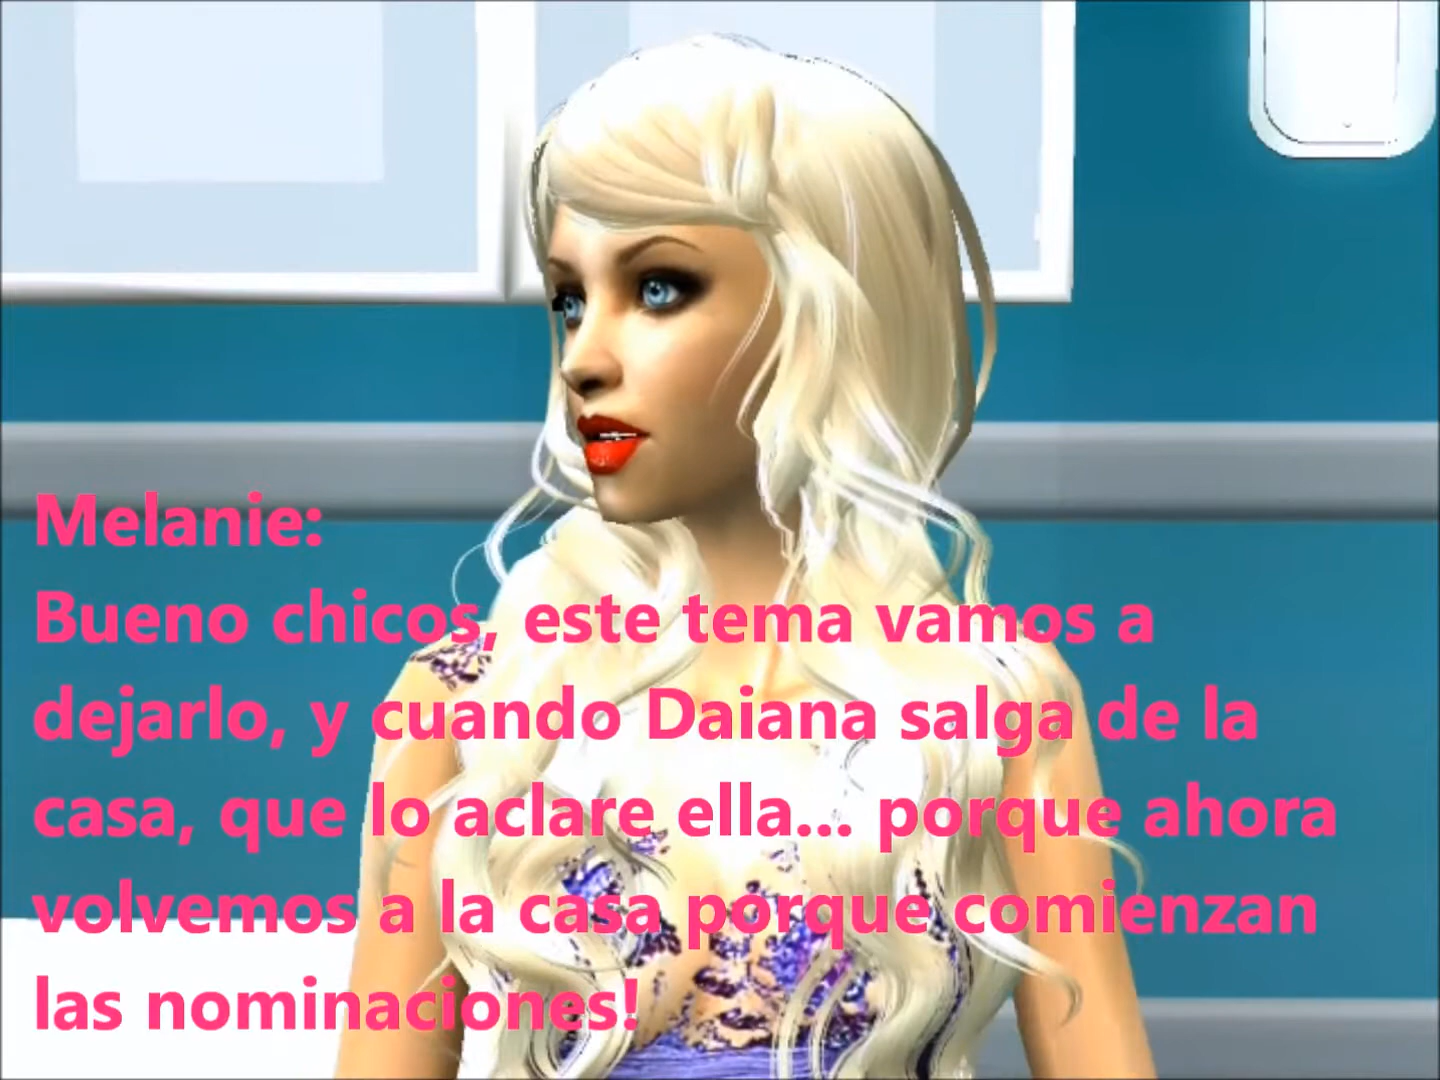 Melanie:
Bueno chicos, este tema vamos a
dejarlo, y cuando Daiana salga de la
casa, que lo aclare ella... porque ahora
volvemos a la casa porque comienzan
las nominaciones!